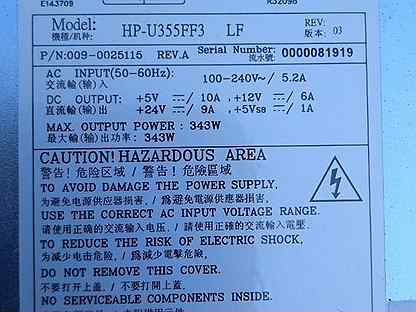 E143709 R32098
Model: HP-U355FF3 LF REV: 03
機種/机种: 版本:
P/N:009-0025115 REV.A Serial Number: 0000081919
流水號:
AC INPUT(50-60Hz): 100-240V~/ 5.2A
交流輸(输)入
DC OUTPUT: +5V ⎓/ 10A ,+12V ⎓/ 6A
直流輸(输)出 +24V ⎓/ 9A ,+5VSB ⎓/ 1A
MAX. OUTPUT POWER : 343W
最大輸(输)出功率: 343W
CAUTION! HAZARDOUS AREA
警告! 危险区域 / 警告! 危險區域
TO AVOID DAMAGE THE POWER SUPPLY,
为避免电源供应器损害, / 爲避免電源供應器損害,
USE THE CORRECT AC INPUT VOLTAGE RANGE.
请使用正确的交流输入电压. / 請使用正確的交流輸入電壓.
TO REDUCE THE RISK OF ELECTRIC SHOCK,
为减少电击危险, / 爲減少電擊危險,
DO NOT REMOVE THIS COVER.
不要打开上盖. / 不要打開上蓋.
NO SERVICEABLE COMPONENTS INSIDE.